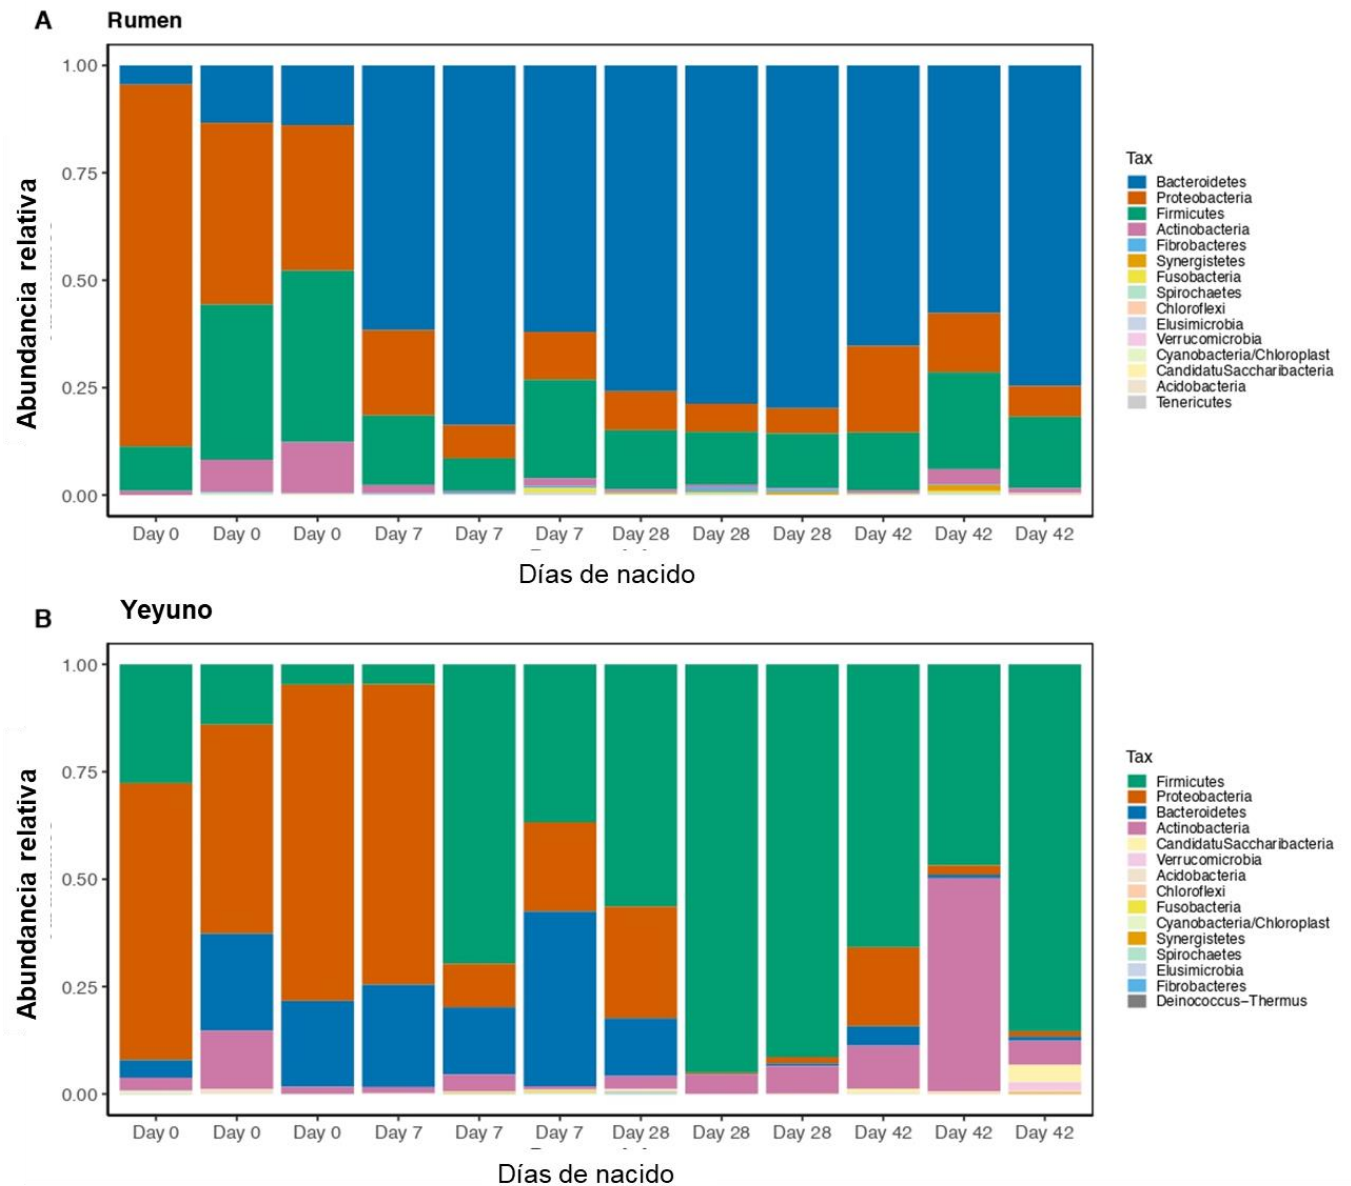 A Rumen
1.00
0.75
0.50
0.25
0.00
Abundancia relativa
Day 0 Day 0 Day 0 Day 7 Day 7 Day 7 Day 28 Day 28 Day 28 Day 42 Day 42 Day 42
Días de nacido
Tax
Bacteroidetes
Proteobacteria
Firmicutes
Actinobacteria
Fibrobacteres
Synergistetes
Fusobacteria
Spirochaetes
Chloroflexi
Elusimicrobia
Verrucomicrobia
Cyanobacteria/Chloroplast
CandidatuSaccharibacteria
Acidobacteria
Tenericutes
B Yeyuno
1.00
0.75
0.50
0.25
0.00
Abundancia relativa
Day 0 Day 0 Day 0 Day 7 Day 7 Day 7 Day 28 Day 28 Day 28 Day 42 Day 42 Day 42
Días de nacido
Tax
Firmicutes
Proteobacteria
Bacteroidetes
Actinobacteria
CandidatuSaccharibacteria
Verrucomicrobia
Acidobacteria
Chloroflexi
Fusobacteria
Cyanobacteria/Chloroplast
Synergistetes
Spirochaetes
Elusimicrobia
Fibrobacteres
Deinococcus−Thermus